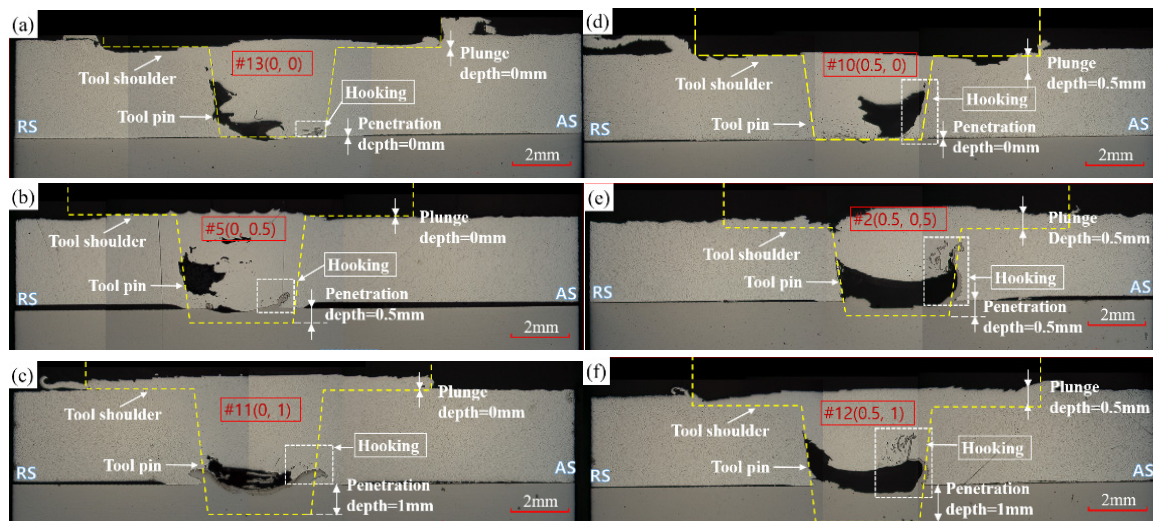 (a)
#13(0, 0)
Plunge
depth=0mm
Tool shoulder
Hooking
Tool pin
RS
AS
Penetration
depth=0mm
2mm
(b)
#5(0, 0.5)
Plunge
depth=0mm
Tool shoulder
Hooking
Tool pin
RS
AS
Penetration
depth=0.5mm
2mm
(c)
#11(0, 1)
Plunge
depth=0mm
Tool shoulder
Hooking
Tool pin
RS
AS
Penetration
depth=1mm
2mm
(d)
#10(0.5, 0)
Plunge
depth=0.5mm
Tool shoulder
Hooking
Tool pin
RS
AS
Penetration
depth=0mm
2mm
(e)
#2(0.5, 0,5)
Plunge
Depth=0.5mm
Tool shoulder
Hooking
Tool pin
RS
AS
Penetration
depth=0.5mm
2mm
(f)
#12(0.5, 1)
Plunge
depth=0.5mm
Tool shoulder
Hooking
Tool pin
RS
AS
Penetration
depth=1mm
2mm